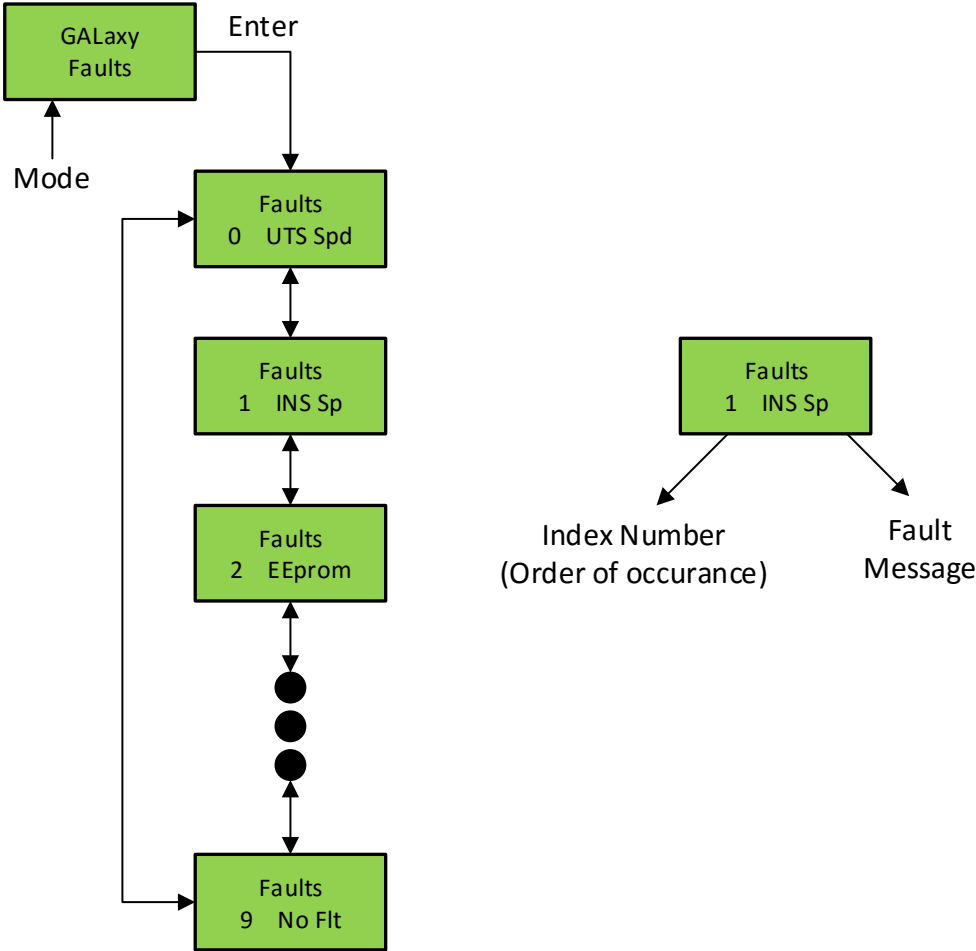 GALaxy
Faults
Enter
Mode
Faults
0 UTS Spd
Faults
1 INS Sp
Faults
2 EEprom
Faults
9 No Flt
Faults
1 INS Sp
Index Number
(Order of occurance)
Fault
Message